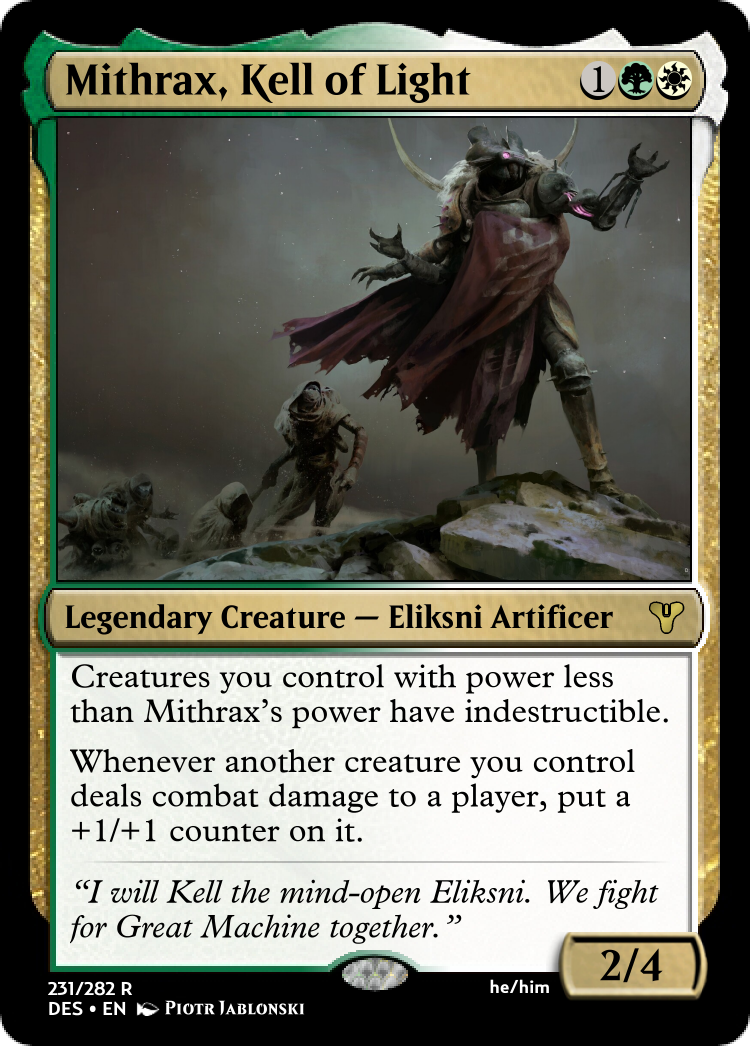 Mithrax, Kell of Light
1
Legendary Creature — Eliksni Artificer
Creatures you control with power less
than Mithrax's power have indestructible.
Whenever another creature you control
deals combat damage to a player, put a
+1/+1 counter on it.
“I will Kell the mind-open Eliksni. We fight
for Great Machine together.”
2/4
231/282 R
he/him
DES • EN Piotr Jablonski